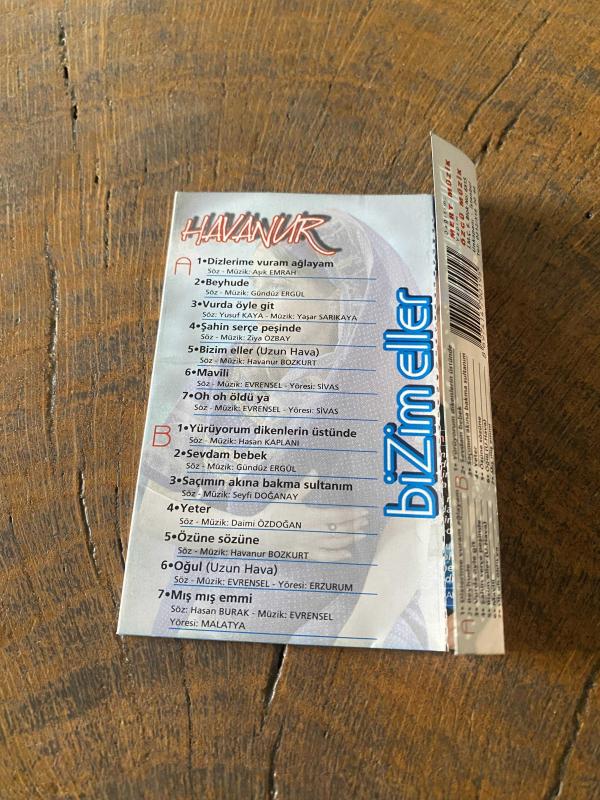 HAVANUR
A
1•Dizlerime vuram ağlayam
Söz - Müzik: Aşık EMRAH
2•Beyhude
Söz - Müzik: Gündüz ERGÜL
3•Vurda öyle git
Söz: Yusuf KAYA - Müzik: Yaşar SARIKAYA
4•Şahin serçe peşinde
Söz - Müzik: Ziya ÖZBAY
5•Bizim eller (Uzun Hava)
Söz - Müzik: Havanur BOZKURT
6•Mavili
Söz - Müzik: EVRENSEL - Yöresi: SİVAS
7•Oh oh öldü ya
Söz - Müzik: EVRENSEL - Yöresi: SİVAS
B
1•Yürüyorum dikenlerin üstünde
Söz - Müzik: Hasan KAPLANI
2•Sevdam bebek
Söz - Müzik: Gündüz ERGÜL
3•Saçımın akına bakma sultanım
Söz - Müzik: Seyfi DOĞANAY
4•Yeter
Söz - Müzik: Daimi ÖZDOĞAN
5•Özüne sözüne
Söz - Müzik: Havanur BOZKURT
6•Oğul (Uzun Hava)
Söz - Müzik: EVRENSEL - Yöresi: ERZURUM
7•Mış mış emmi
Söz: Hasan BURAK - Müzik: EVRENSEL
Yöresi: MALATYA
biZim eller
MERT MÜZİK
ÖZGÜ MÜZİK
A
B